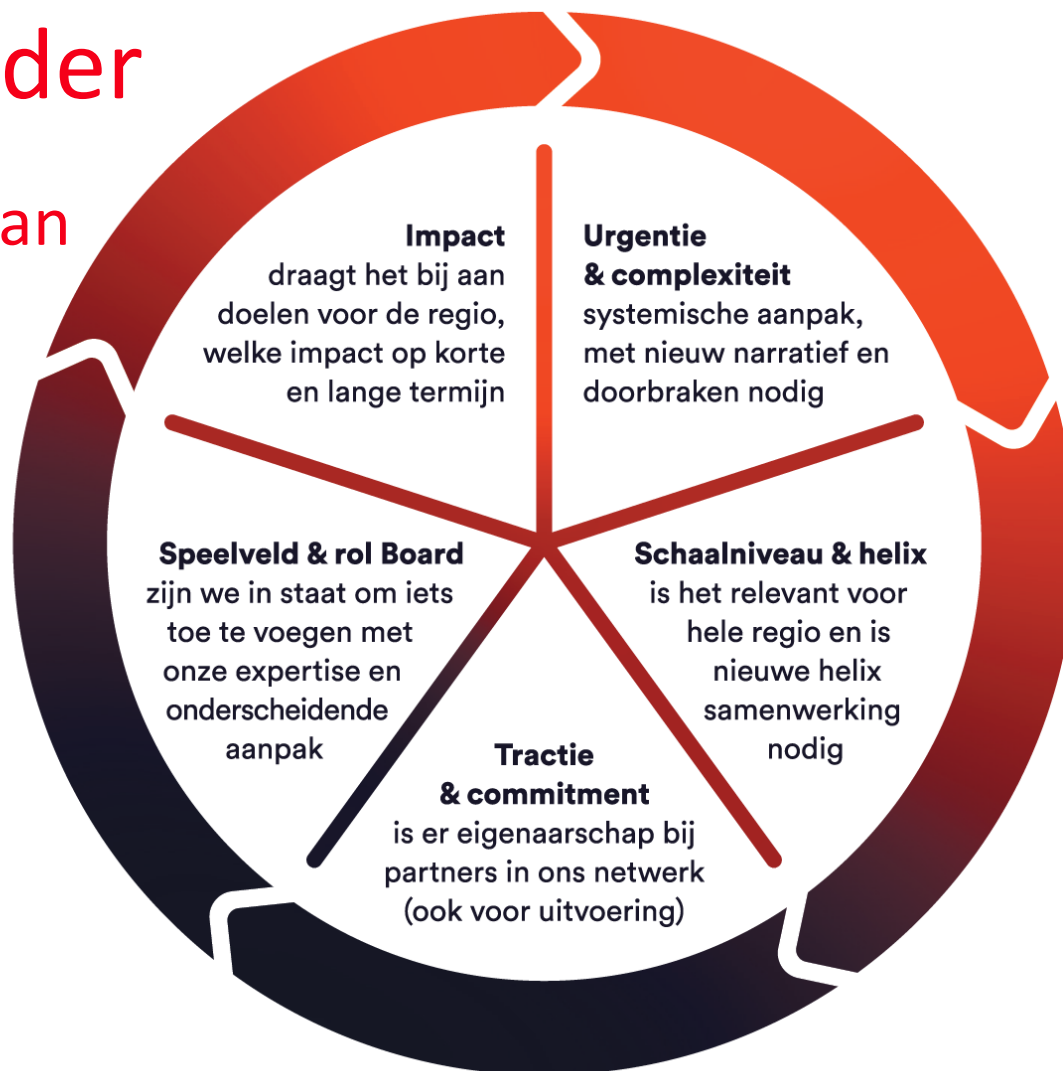 der
an
Impact
draagt het bij aan
doelen voor de regio,
welke impact op korte
en lange termijn
Urgentie
& complexiteit
systemische aanpak,
met nieuw narratief en
doorbraken nodig
Schaalniveau & helix
is het relevant voor
hele regio en is
nieuwe helix
samenwerking
nodig
Tractie
& commitment
is er eigenaarschap bij
partners in ons netwerk
(ook voor uitvoering)
Speelveld & rol Board
zijn we in staat om iets
toe te voegen met
onze expertise en
onderscheidende
aanpak